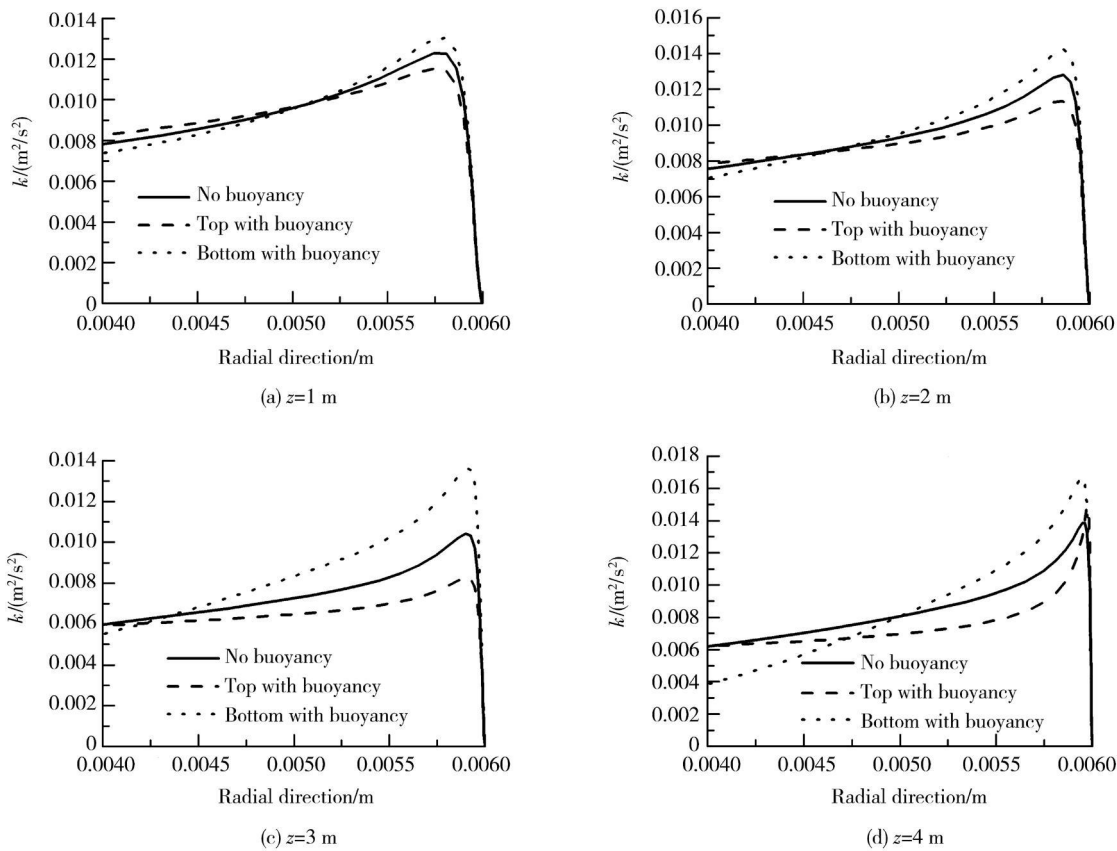 0.014
0.012
0.010
0.008
0.006
0.004
0.002
0
k/(m²/s²)
No buoyancy
Top with buoyancy
Bottom with buoyancy
0.0040 0.0045 0.0050 0.0055 0.0060
Radial direction/m
(a) z=1 m
0.016
0.014
0.012
0.010
0.008
0.006
0.004
0.002
0
k/(m²/s²)
No buoyancy
Top with buoyancy
Bottom with buoyancy
0.0040 0.0045 0.0050 0.0055 0.0060
Radial direction/m
(b) z=2 m
0.014
0.012
0.010
0.008
0.006
0.004
0.002
0
k/(m²/s²)
No buoyancy
Top with buoyancy
Bottom with buoyancy
0.0040 0.0045 0.0050 0.0055 0.0060
Radial direction/m
(c) z=3 m
0.018
0.016
0.014
0.012
0.010
0.008
0.006
0.004
0.002
0
k/(m²/s²)
No buoyancy
Top with buoyancy
Bottom with buoyancy
0.0040 0.0045 0.0050 0.0055 0.0060
Radial direction/m
(d) z=4 m